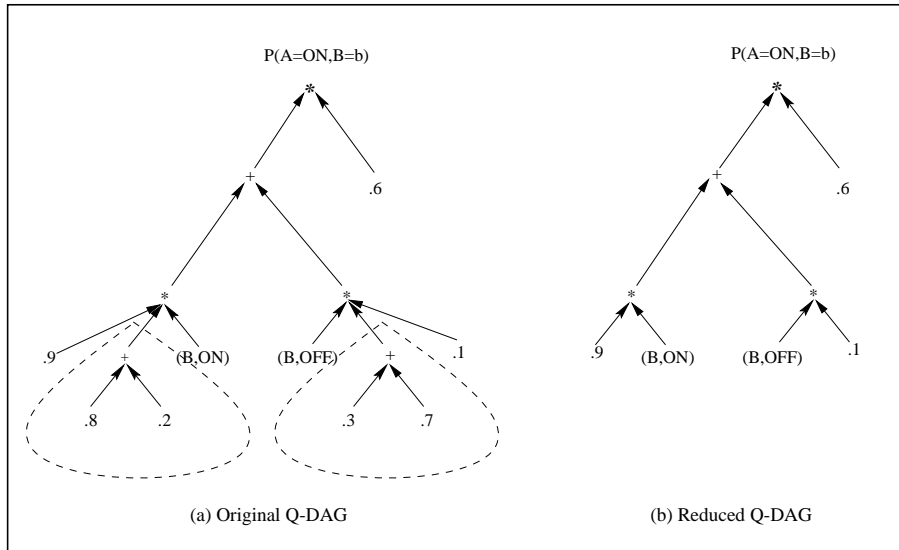 P(A=ON,B=b)
*
+
.6
*
*
.9
+
(B,ON)
(B,OFF)
+
.1
.8
.2
.3
.7
(a) Original Q-DAG
P(A=ON,B=b)
*
+
.6
*
*
.9
(B,ON)
(B,OFF)
.1
(b) Reduced Q-DAG